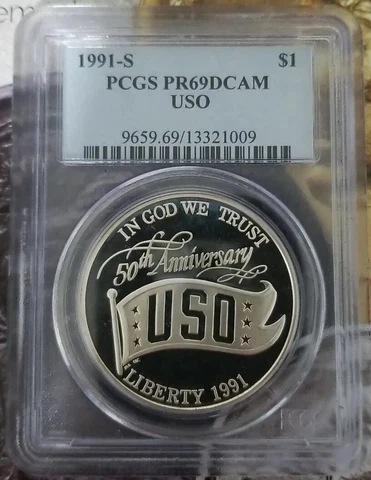 1991-S $1
PCGS PR69DCAM
USO
9659.69/13321009
IN GOD WE TRUST
50th Anniversary
USO
LIBERTY 1991